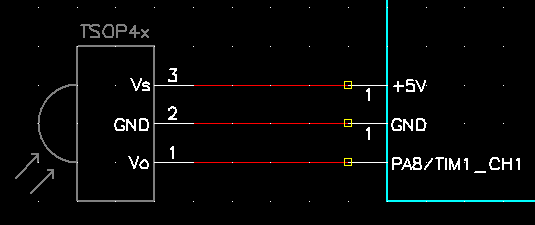 TSOP4x
Vs 3 1 +5V
GND 2 1 GND
Vo 1 PA8/TIM1_CH1